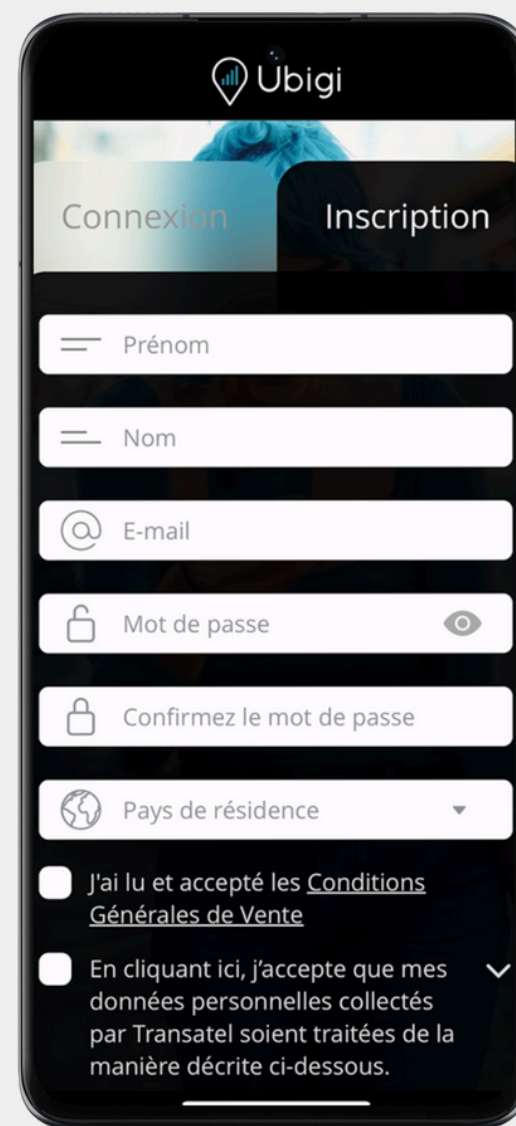 Ubigi
Connexion
Inscription
Prénom
Nom
E-mail
Mot de passe
Confirmez le mot de passe
Pays de résidence
J'ai lu et accepté les Conditions
Générales de Vente
En cliquant ici, j’accepte que mes
données personnelles collectés
par Transatel soient traitées de la
manière décrite ci-dessous.